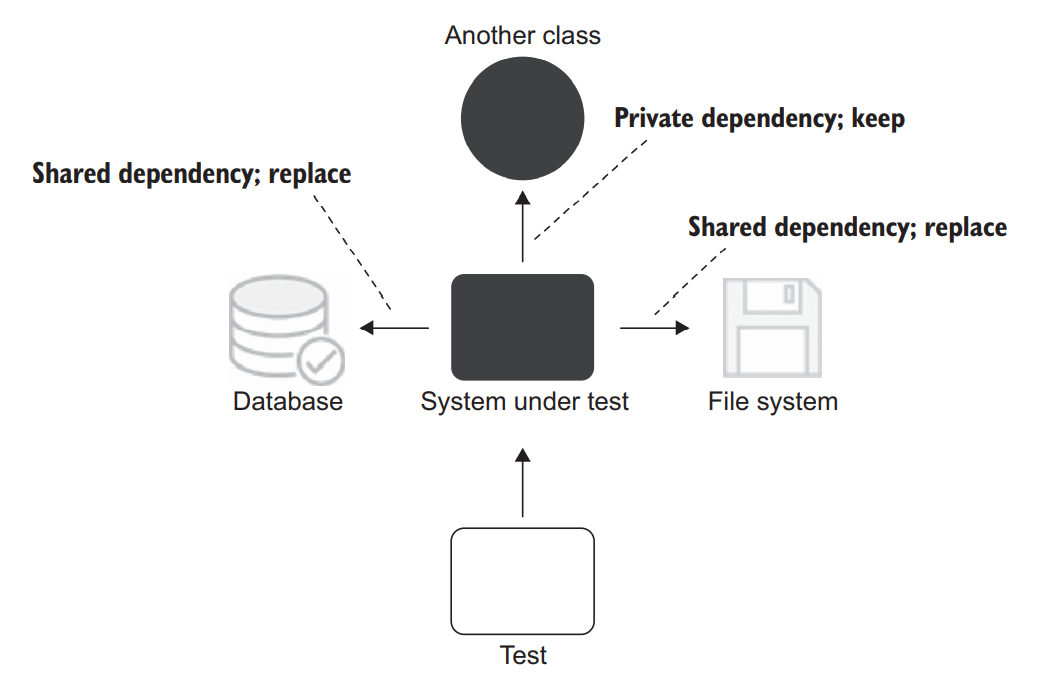 Another class
Private dependency; keep
Shared dependency; replace
Shared dependency; replace
Database
System under test
File system
Test